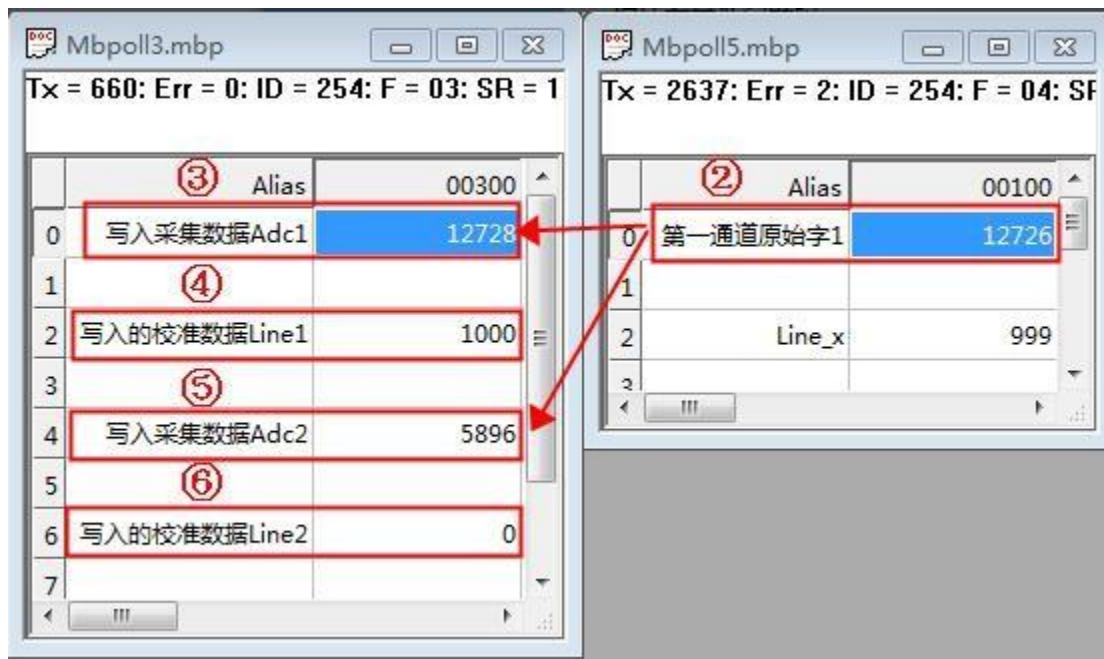 Mbpoll3.mbp
Tx = 660: Err = 0: ID = 254: F = 03: SR = 1
③ Alias 00300
0 写入采集数据Adc1 12728
1 ④
2 写入的校准数据Line1 1000
3 ⑤
4 写入采集数据Adc2 5896
5 ⑥
6 写入的校准数据Line2 0
7
Mbpoll5.mbp
Tx = 2637: Err = 2: ID = 254: F = 04: SR
② Alias 00100
0 第一通道原始字1 12726
1
2 Line_x 999
3